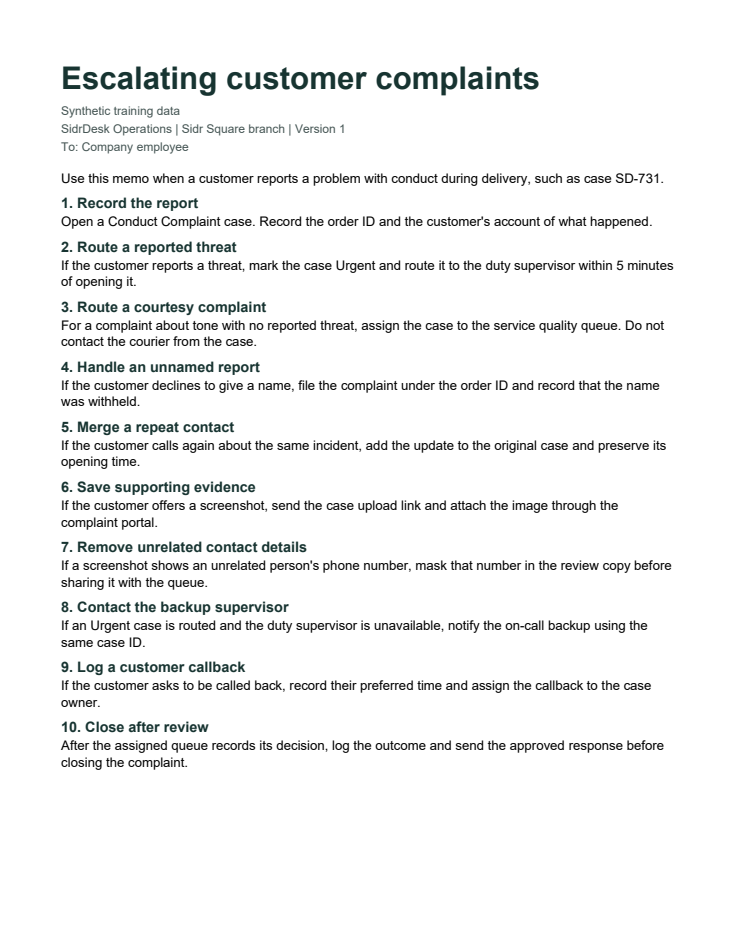 Escalating customer complaints
Synthetic training data
SidrDesk Operations | Sidr Square branch | Version 1
To: Company employee
Use this memo when a customer reports a problem with conduct during delivery, such as case SD-731.
1. Record the report
Open a Conduct Complaint case. Record the order ID and the customer's account of what happened.
2. Route a reported threat
If the customer reports a threat, mark the case Urgent and route it to the duty supervisor within 5 minutes
of opening it.
3. Route a courtesy complaint
For a complaint about tone with no reported threat, assign the case to the service quality queue. Do not
contact the courier from the case.
4. Handle an unnamed report
If the customer declines to give a name, file the complaint under the order ID and record that the name
was withheld.
5. Merge a repeat contact
If the customer calls again about the same incident, add the update to the original case and preserve its
opening time.
6. Save supporting evidence
If the customer offers a screenshot, send the case upload link and attach the image through the
complaint portal.
7. Remove unrelated contact details
If a screenshot shows an unrelated person's phone number, mask that number in the review copy before
sharing it with the queue.
8. Contact the backup supervisor
If an Urgent case is routed and the duty supervisor is unavailable, notify the on-call backup using the
same case ID.
9. Log a customer callback
If the customer asks to be called back, record their preferred time and assign the callback to the case
owner.
10. Close after review
After the assigned queue records its decision, log the outcome and send the approved response before
closing the complaint.